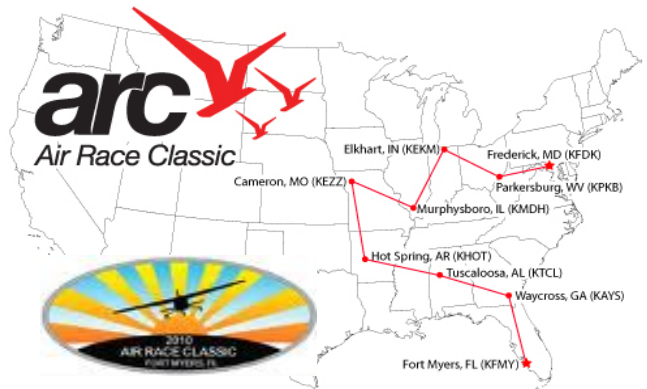 arc
Air Race Classic
Elkhart, IN (KEKM)
Frederick, MD (KFDK)
Cameron, MO (KEZZ)
Parkersburg, WV (KPKB)
Murphysboro, IL (KMDH)
Hot Spring, AR (KHOT)
Tuscaloosa, AL (KTCL)
Waycross, GA (KAYS)
Fort Myers, FL (KFMY)
2010
AIR RACE CLASSIC
FORT MYERS, FL